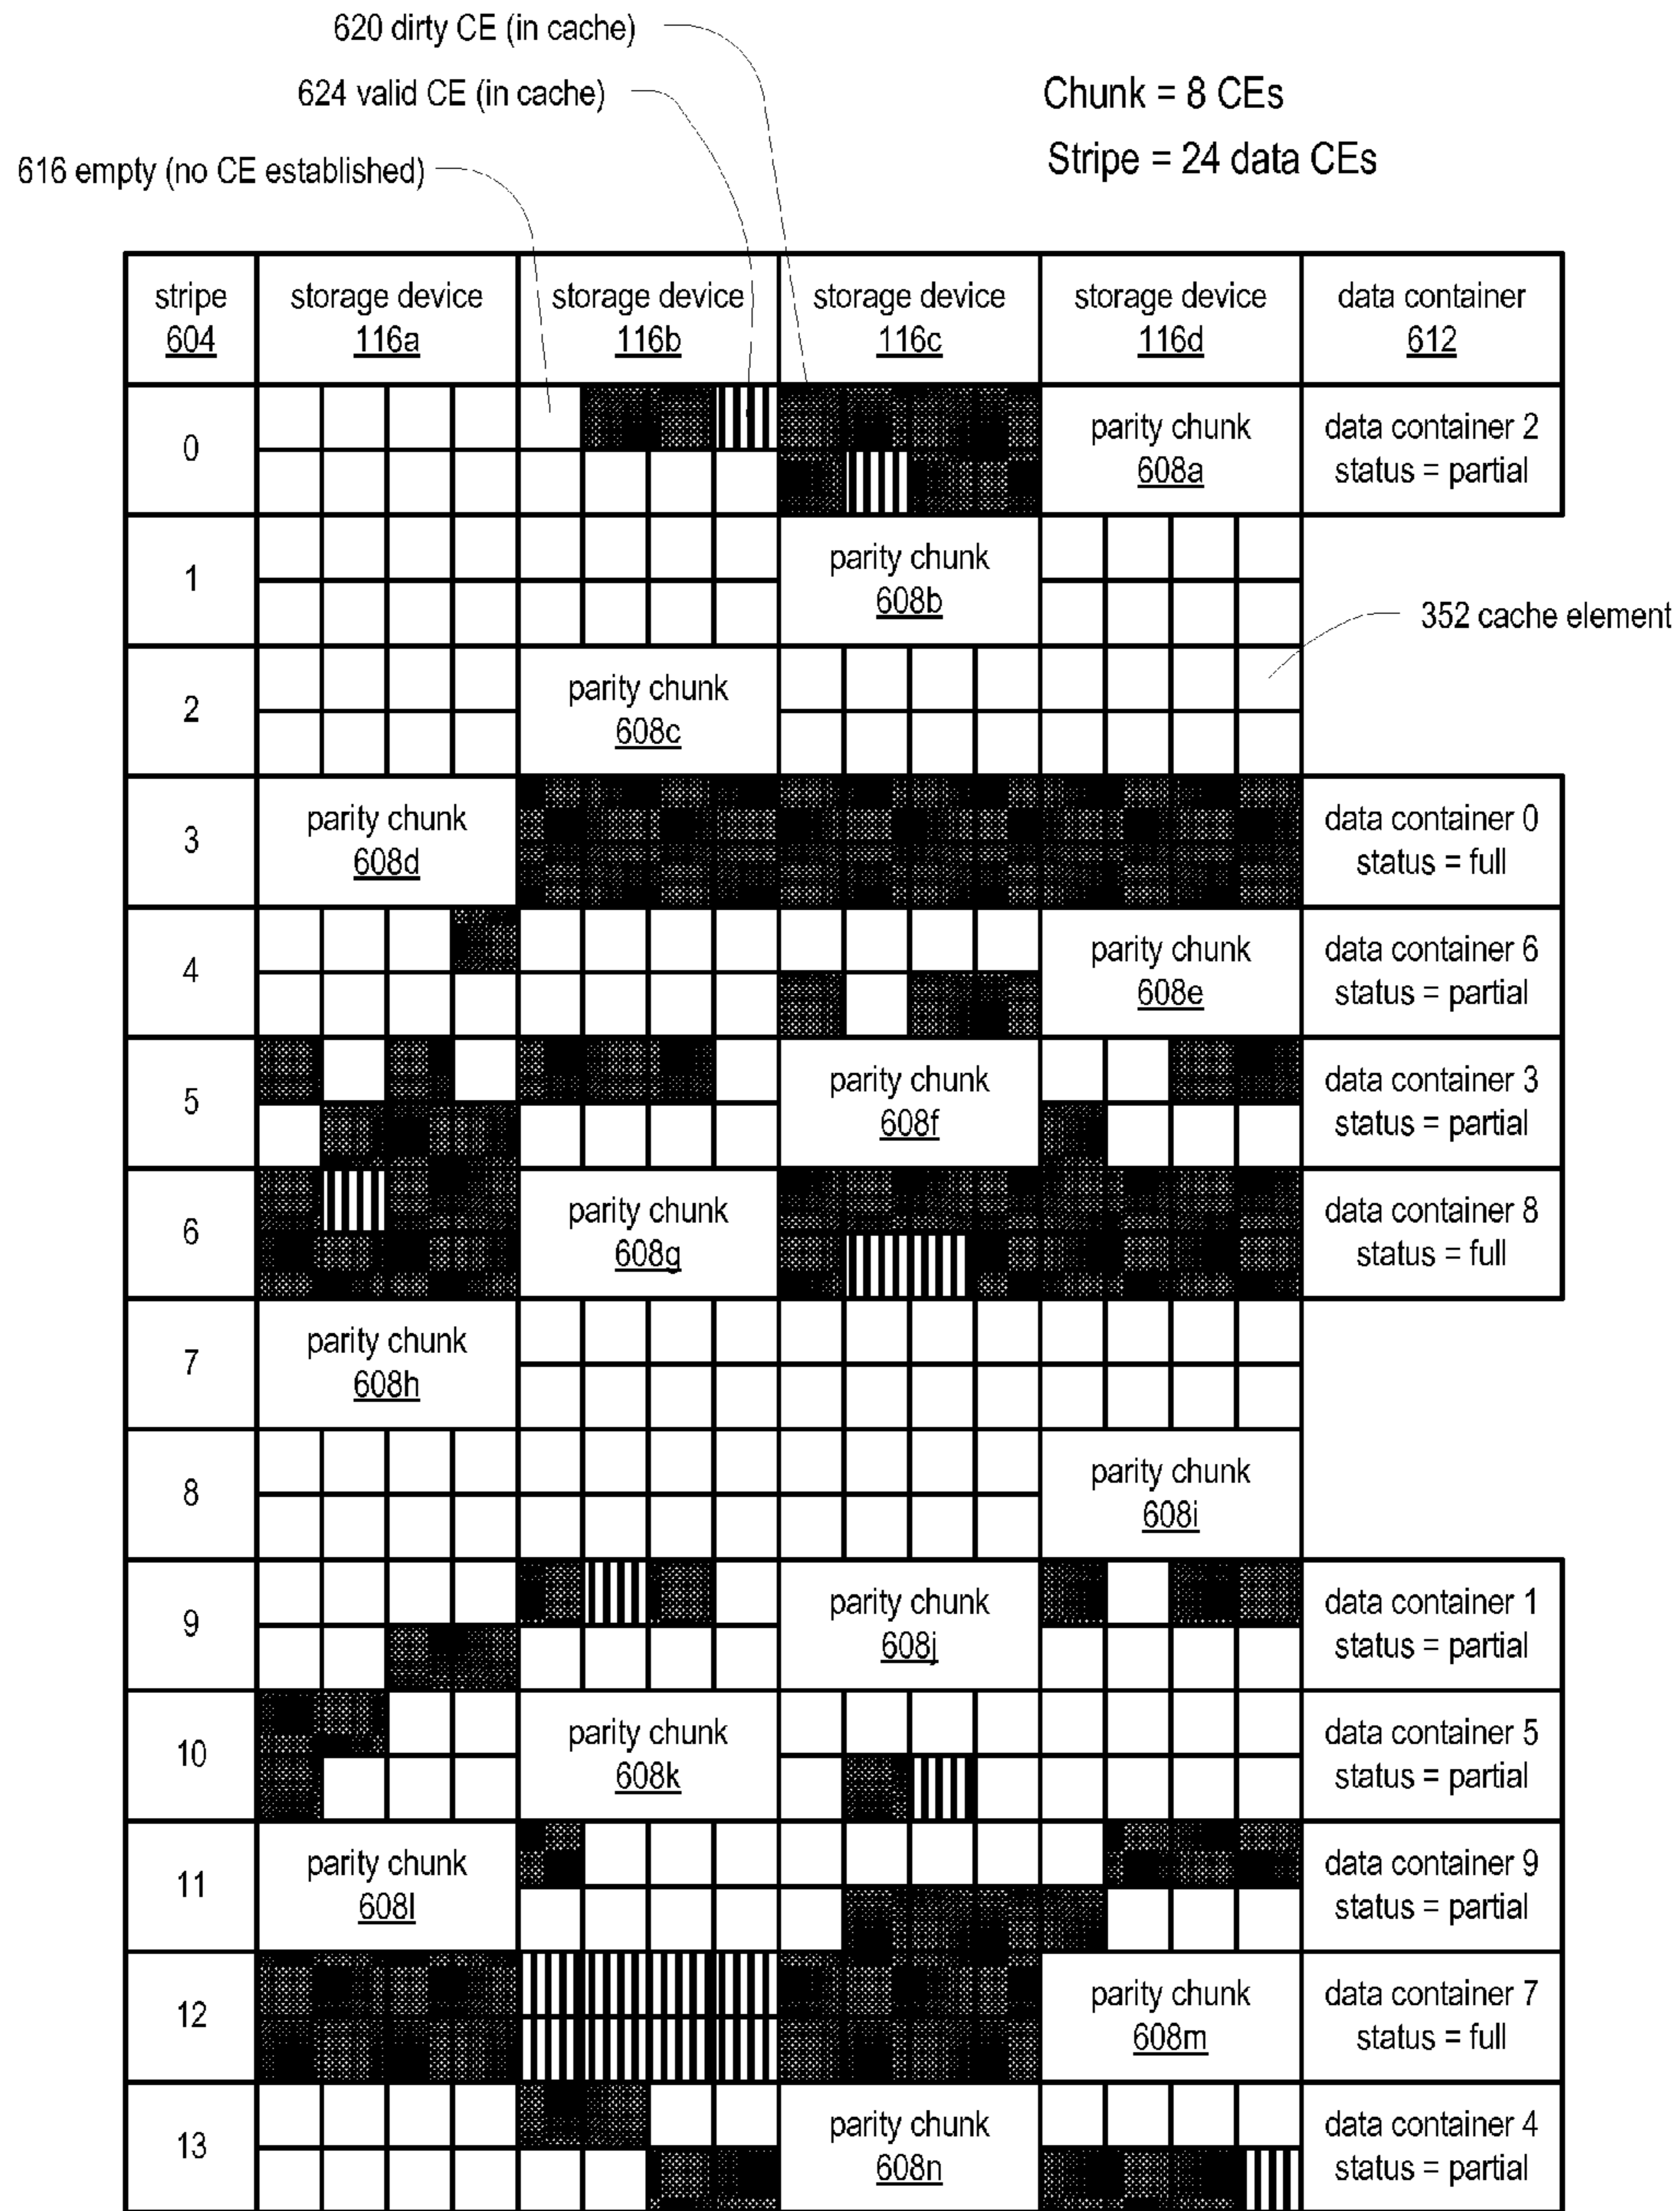 620 dirty CE (in cache)
624 valid CE (in cache)
616 empty (no CE established)
Chunk = 8 CEs
Stripe = 24 data CEs
stripe
604
storage device
116a
storage device
116b
storage device
116c
storage device
116d
data container
612
0
parity chunk
608a
data container 2
status = partial
1
parity chunk
608b
352 cache element
2
parity chunk
608c
3
parity chunk
608d
data container 0
status = full
4
parity chunk
608e
data container 6
status = partial
5
parity chunk
608f
data container 3
status = partial
6
parity chunk
608g
data container 8
status = full
7
parity chunk
608h
8
parity chunk
608i
9
parity chunk
608j
data container 1
status = partial
10
parity chunk
608k
data container 5
status = partial
11
parity chunk
608l
data container 9
status = partial
12
parity chunk
608m
data container 7
status = full
13
parity chunk
608n
data container 4
status = partial